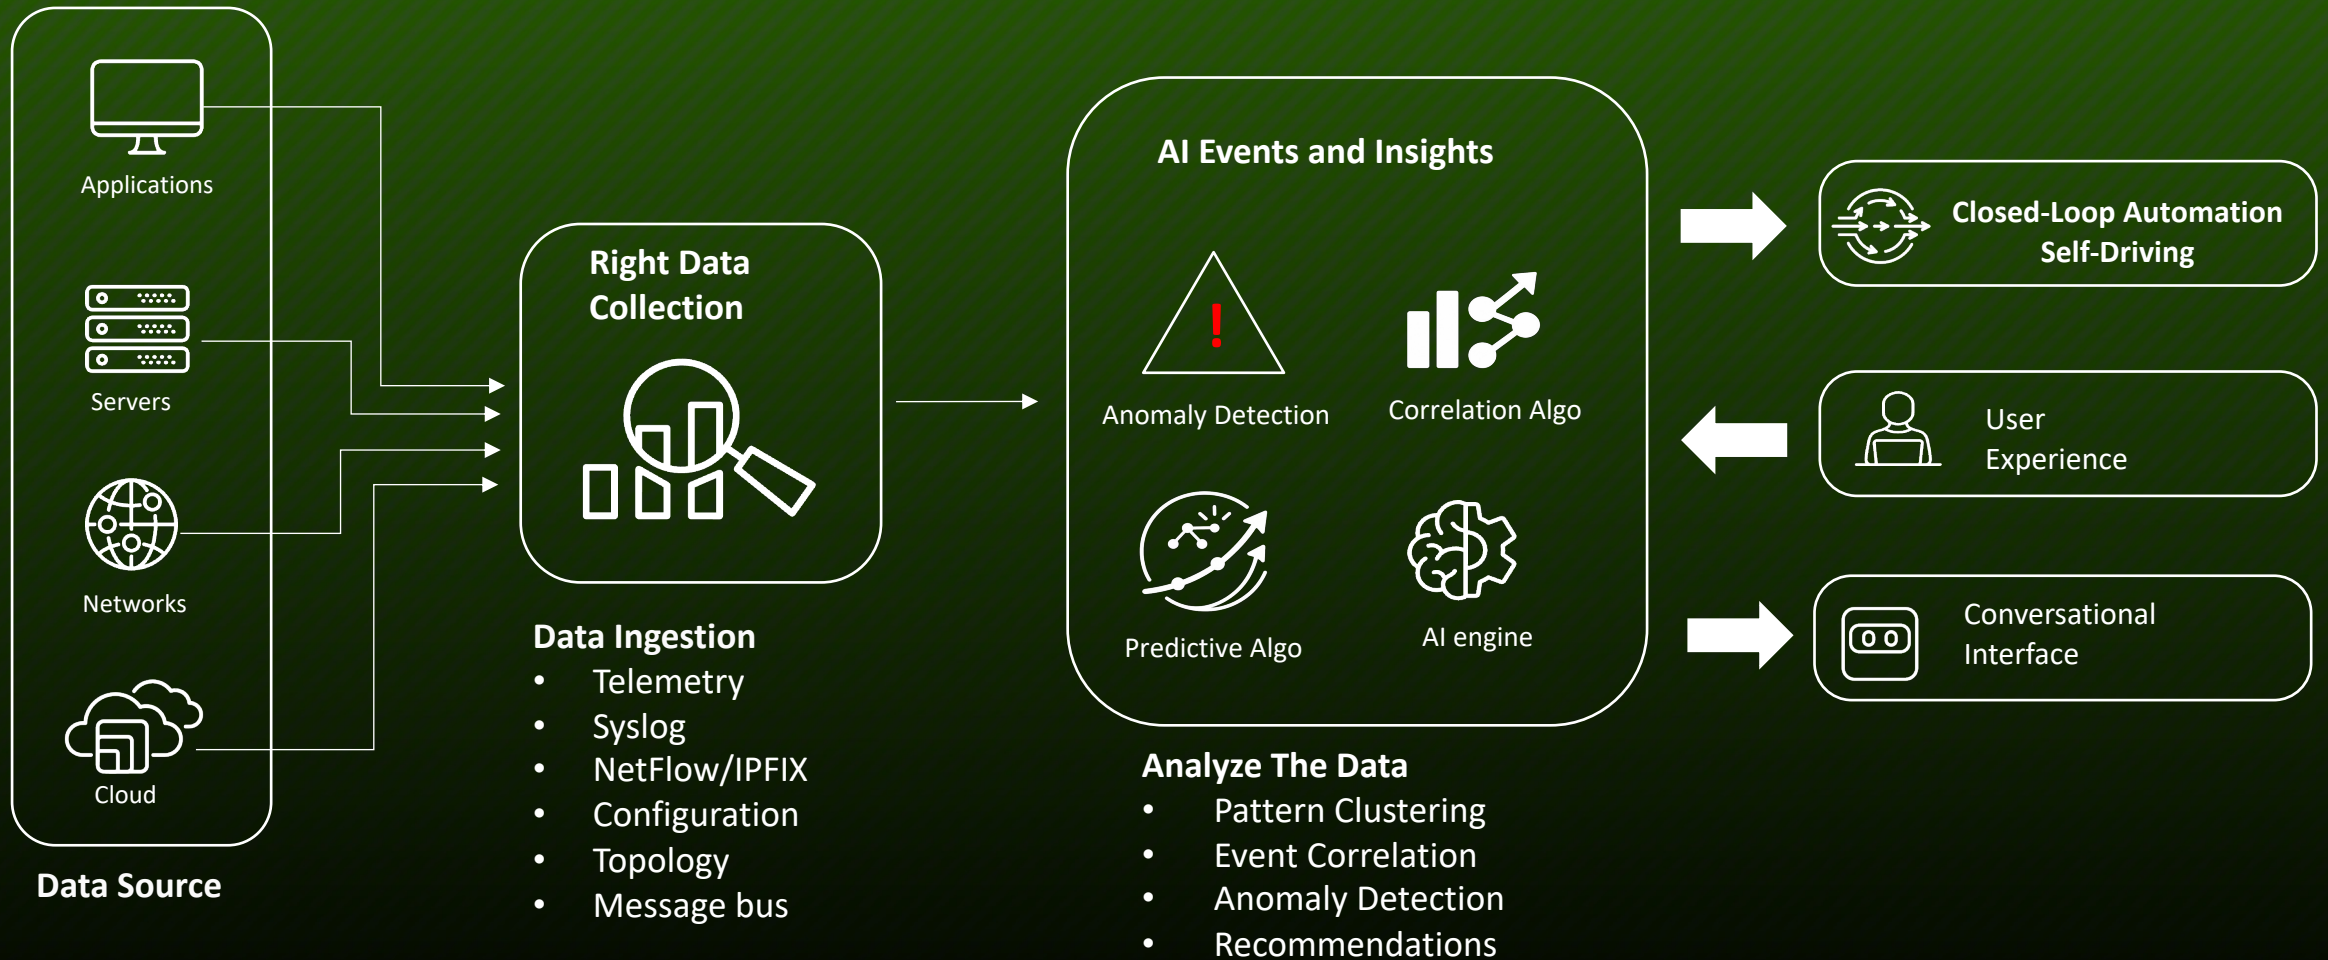 Applications
Servers
Networks
Cloud
Data Source
Right Data
Collection
Data Ingestion
• Telemetry
• Syslog
• NetFlow/IPFIX
• Configuration
• Topology
• Message bus
AI Events and Insights
!
Anomaly Detection
Correlation Algo
Predictive Algo
AI engine
Analyze The Data
• Pattern Clustering
• Event Correlation
• Anomaly Detection
• Recommendations
Closed-Loop Automation
Self-Driving
User
Experience
Conversational
Interface